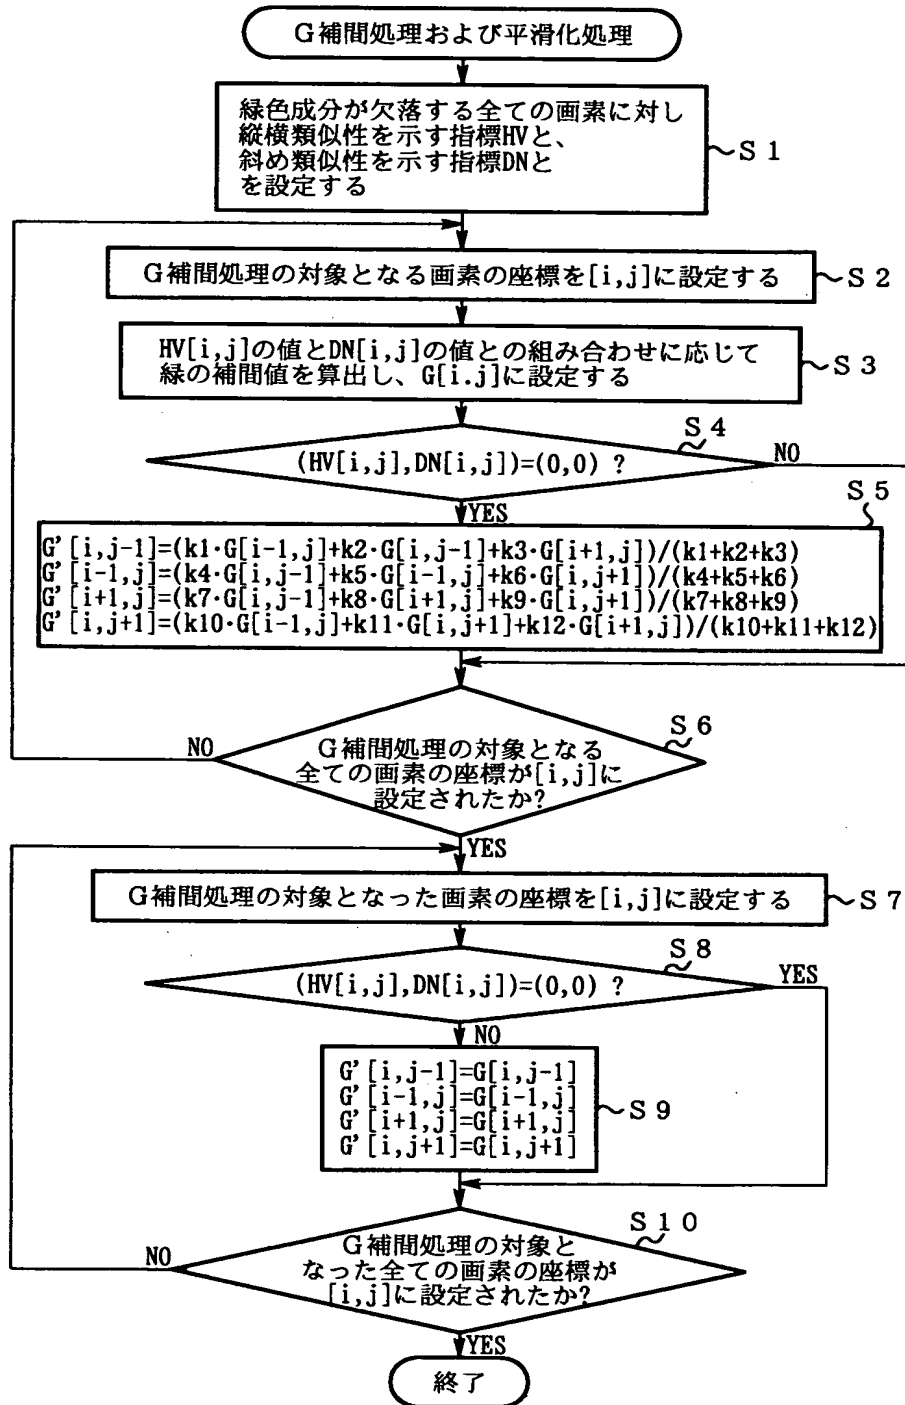 G補間処理および平滑化処理
緑色成分が欠落する全ての画素に対し
縦横類似性を示す指標HVと、
斜め類似性を示す指標DNと
を設定する
S1
G補間処理の対象となる画素の座標を[i,j]に設定する
S2
HV[i,j]の値とDN[i,j]の値との組み合わせに応じて
緑の補間値を算出し、G[i.j]に設定する
S3
S4
(HV[i,j],DN[i,j])=(0,0) ?
NO
YES
S5
G'[i,j-1]=(k1·G[i-1,j]+k2·G[i,j-1]+k3·G[i+1,j])/(k1+k2+k3)
G'[i-1,j]=(k4·G[i,j-1]+k5·G[i-1,j]+k6·G[i,j+1])/(k4+k5+k6)
G'[i+1,j]=(k7·G[i,j-1]+k8·G[i+1,j]+k9·G[i,j+1])/(k7+k8+k9)
G'[i,j+1]=(k10·G[i-1,j]+k11·G[i,j+1]+k12·G[i+1,j])/(k10+k11+k12)
S6
NO
G補間処理の対象となる
全ての画素の座標が[i,j]に
設定されたか?
YES
G補間処理の対象となった画素の座標を[i,j]に設定する
S7
S8
(HV[i,j],DN[i,j])=(0,0) ?
YES
NO
G'[i,j-1]=G[i,j-1]
G'[i-1,j]=G[i-1,j]
G'[i+1,j]=G[i+1,j]
G'[i,j+1]=G[i,j+1]
S9
S10
NO
G補間処理の対象と
なった全ての画素の座標が
[i,j]に設定されたか?
YES
終了